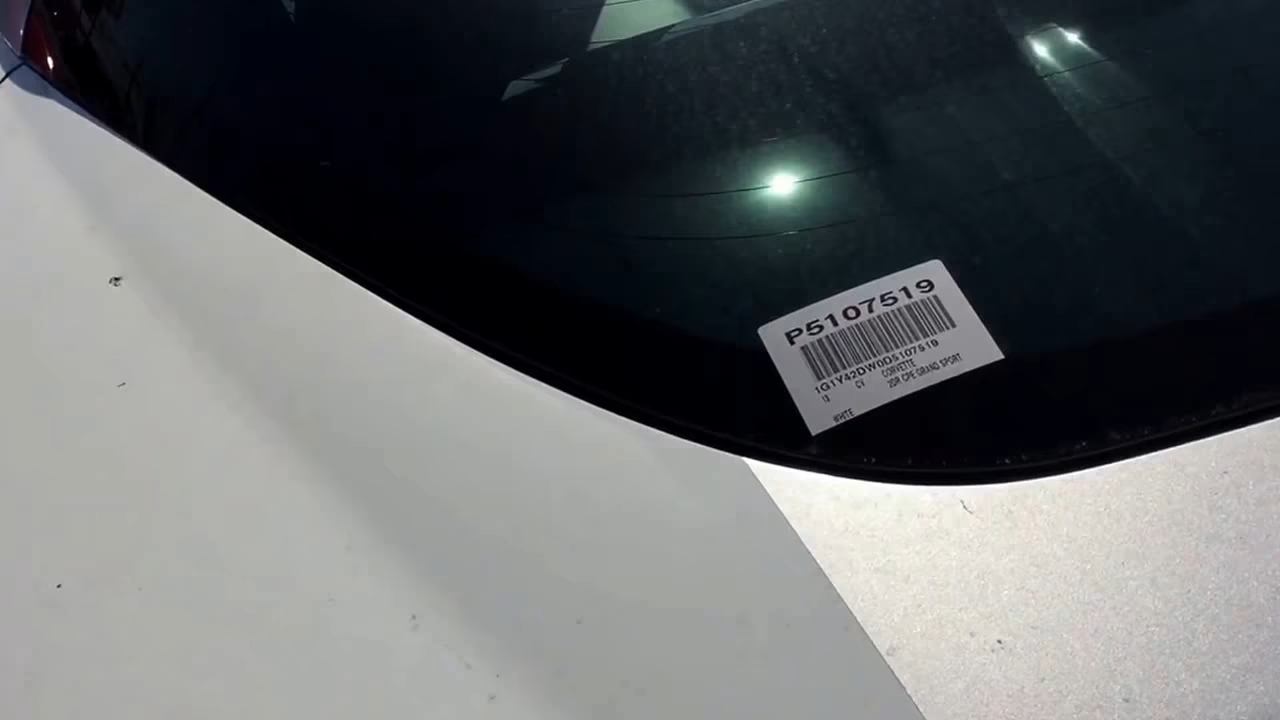 P5107519
1G1Y42DW0D5107519
13 CV CORVETTE
2DR CPE GRAND SPORT
WHITE